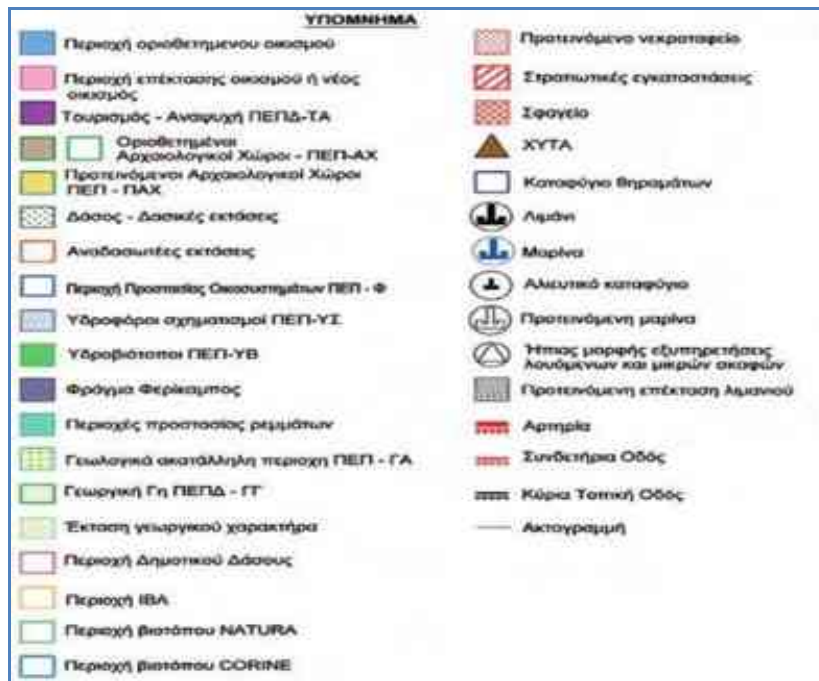 ΥΠΟΜΝΗΜΑ
Περιοχή οριοθετημενου οικισμού
Περιοχή επέκτασης οικισμού ή νέος
οικισμός
Τουρισμός - Αναψυχή ΠΕΠΔ-ΤΑ
Οριοθετημένοι
Αρχαιολογικοί Χώροι - ΠΕΠ-ΑΧ
Προτεινόμενοι Αρχαιολογικοί Χώροι
ΠΕΠ - ΠΑΧ
Δάσος - Δασικές εκτάσεις
Αναδασωτέες εκτάσεις
Περιοχή Προστασίας Οικοσυστημάτων ΠΕΠ - Φ
Υδροφόροι σχηματισμοί ΠΕΠ-ΥΣ
Υδροβιότοποι ΠΕΠ-ΥΒ
Φράγμα Φερίκαμπος
Περιοχές προστασίας ρεμμάτων
Γεωλογικά ακατάλληλη περιοχη ΠΕΠ - ΓΑ
Γεωργική Γη ΠΕΠΔ - ΓΓ
Έκταση γεωργικού χαρακτήρα
Περιοχή Δημοτικού Δάσους
Περιοχή ΙΒΑ
Περιοχή βιοτόπου NATURA
Περιοχή βιοτόπου CORINE
Προτεινόμενο νεκροταφείο
Στρατιωτικές εγκαταστάσεις
Σφαγείο
ΧΥΤΑ
Καταφύγιο θηραμάτων
Λιμάνι
Μαρίνα
Αλιευτικό καταφύγιο
Προτεινόμενη μαρίνα
Ήπιας μορφής εξυπηρετήσεις
λουόμενων και μικρών σκαφών
Προτεινόμενη επέκταση λιμανιού
Αρτηρία
Συνδετήρια Οδός
Κύρια Τοπική Οδός
Ακτογραμμή